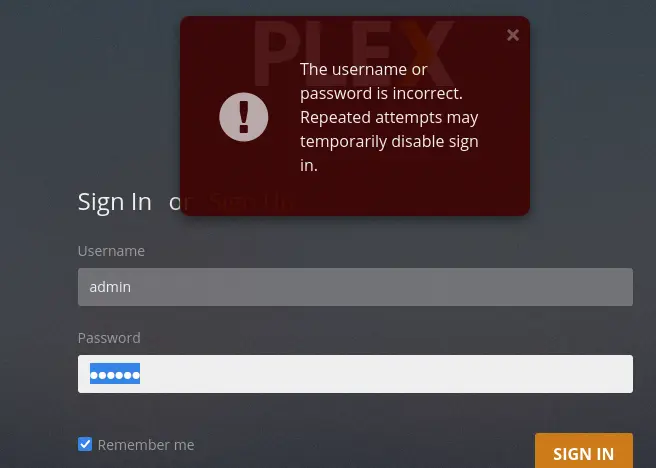 PLEX
The username or
password is incorrect.
Repeated attempts may
temporarily disable sign
in.
Sign In or Sign Up
Username
admin
Password
Remember me
SIGN IN